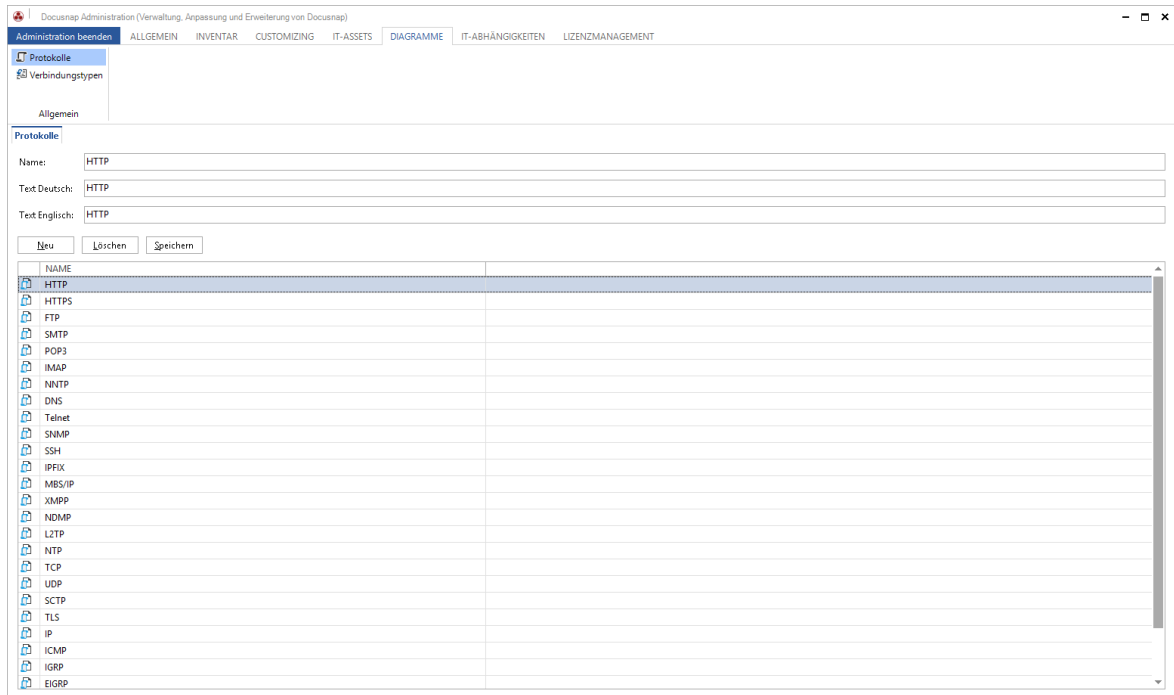 Docusnap Administration (Verwaltung, Anpassung und Erweiterung von Docusnap)
Administration beenden ALLGEMEIN INVENTAR CUSTOMIZING IT-ASSETS DIAGRAMME IT-ABHÄNGIGKEITEN LIZENZMANAGEMENT
Protokolle
Verbindungstypen
Allgemein
Protokolle
Name: HTTP
Text Deutsch: HTTP
Text Englisch: HTTP
Neu Löschen Speichern
NAME
HTTP
HTTPS
FTP
SMTP
POP3
IMAP
NNTP
DNS
Telnet
SNMP
SSH
IPFIX
MBS/IP
XMPP
NDMP
L2TP
NTP
TCP
UDP
SCTP
TLS
IP
ICMP
IGRP
EIGRP